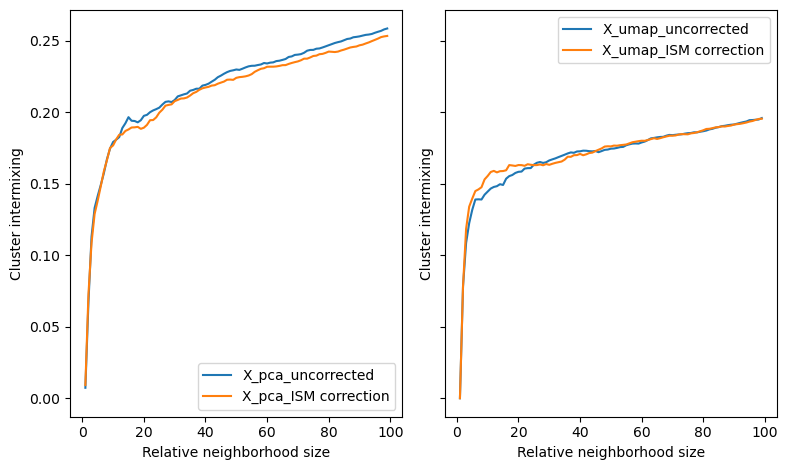 0.25
0.20
0.15
0.10
0.05
0.00
Cluster intermixing
X_pca_uncorrected
X_pca_ISM correction
0 20 40 60 80 100
Relative neighborhood size
X_umap_uncorrected
X_umap_ISM correction
Cluster intermixing
0 20 40 60 80 100
Relative neighborhood size